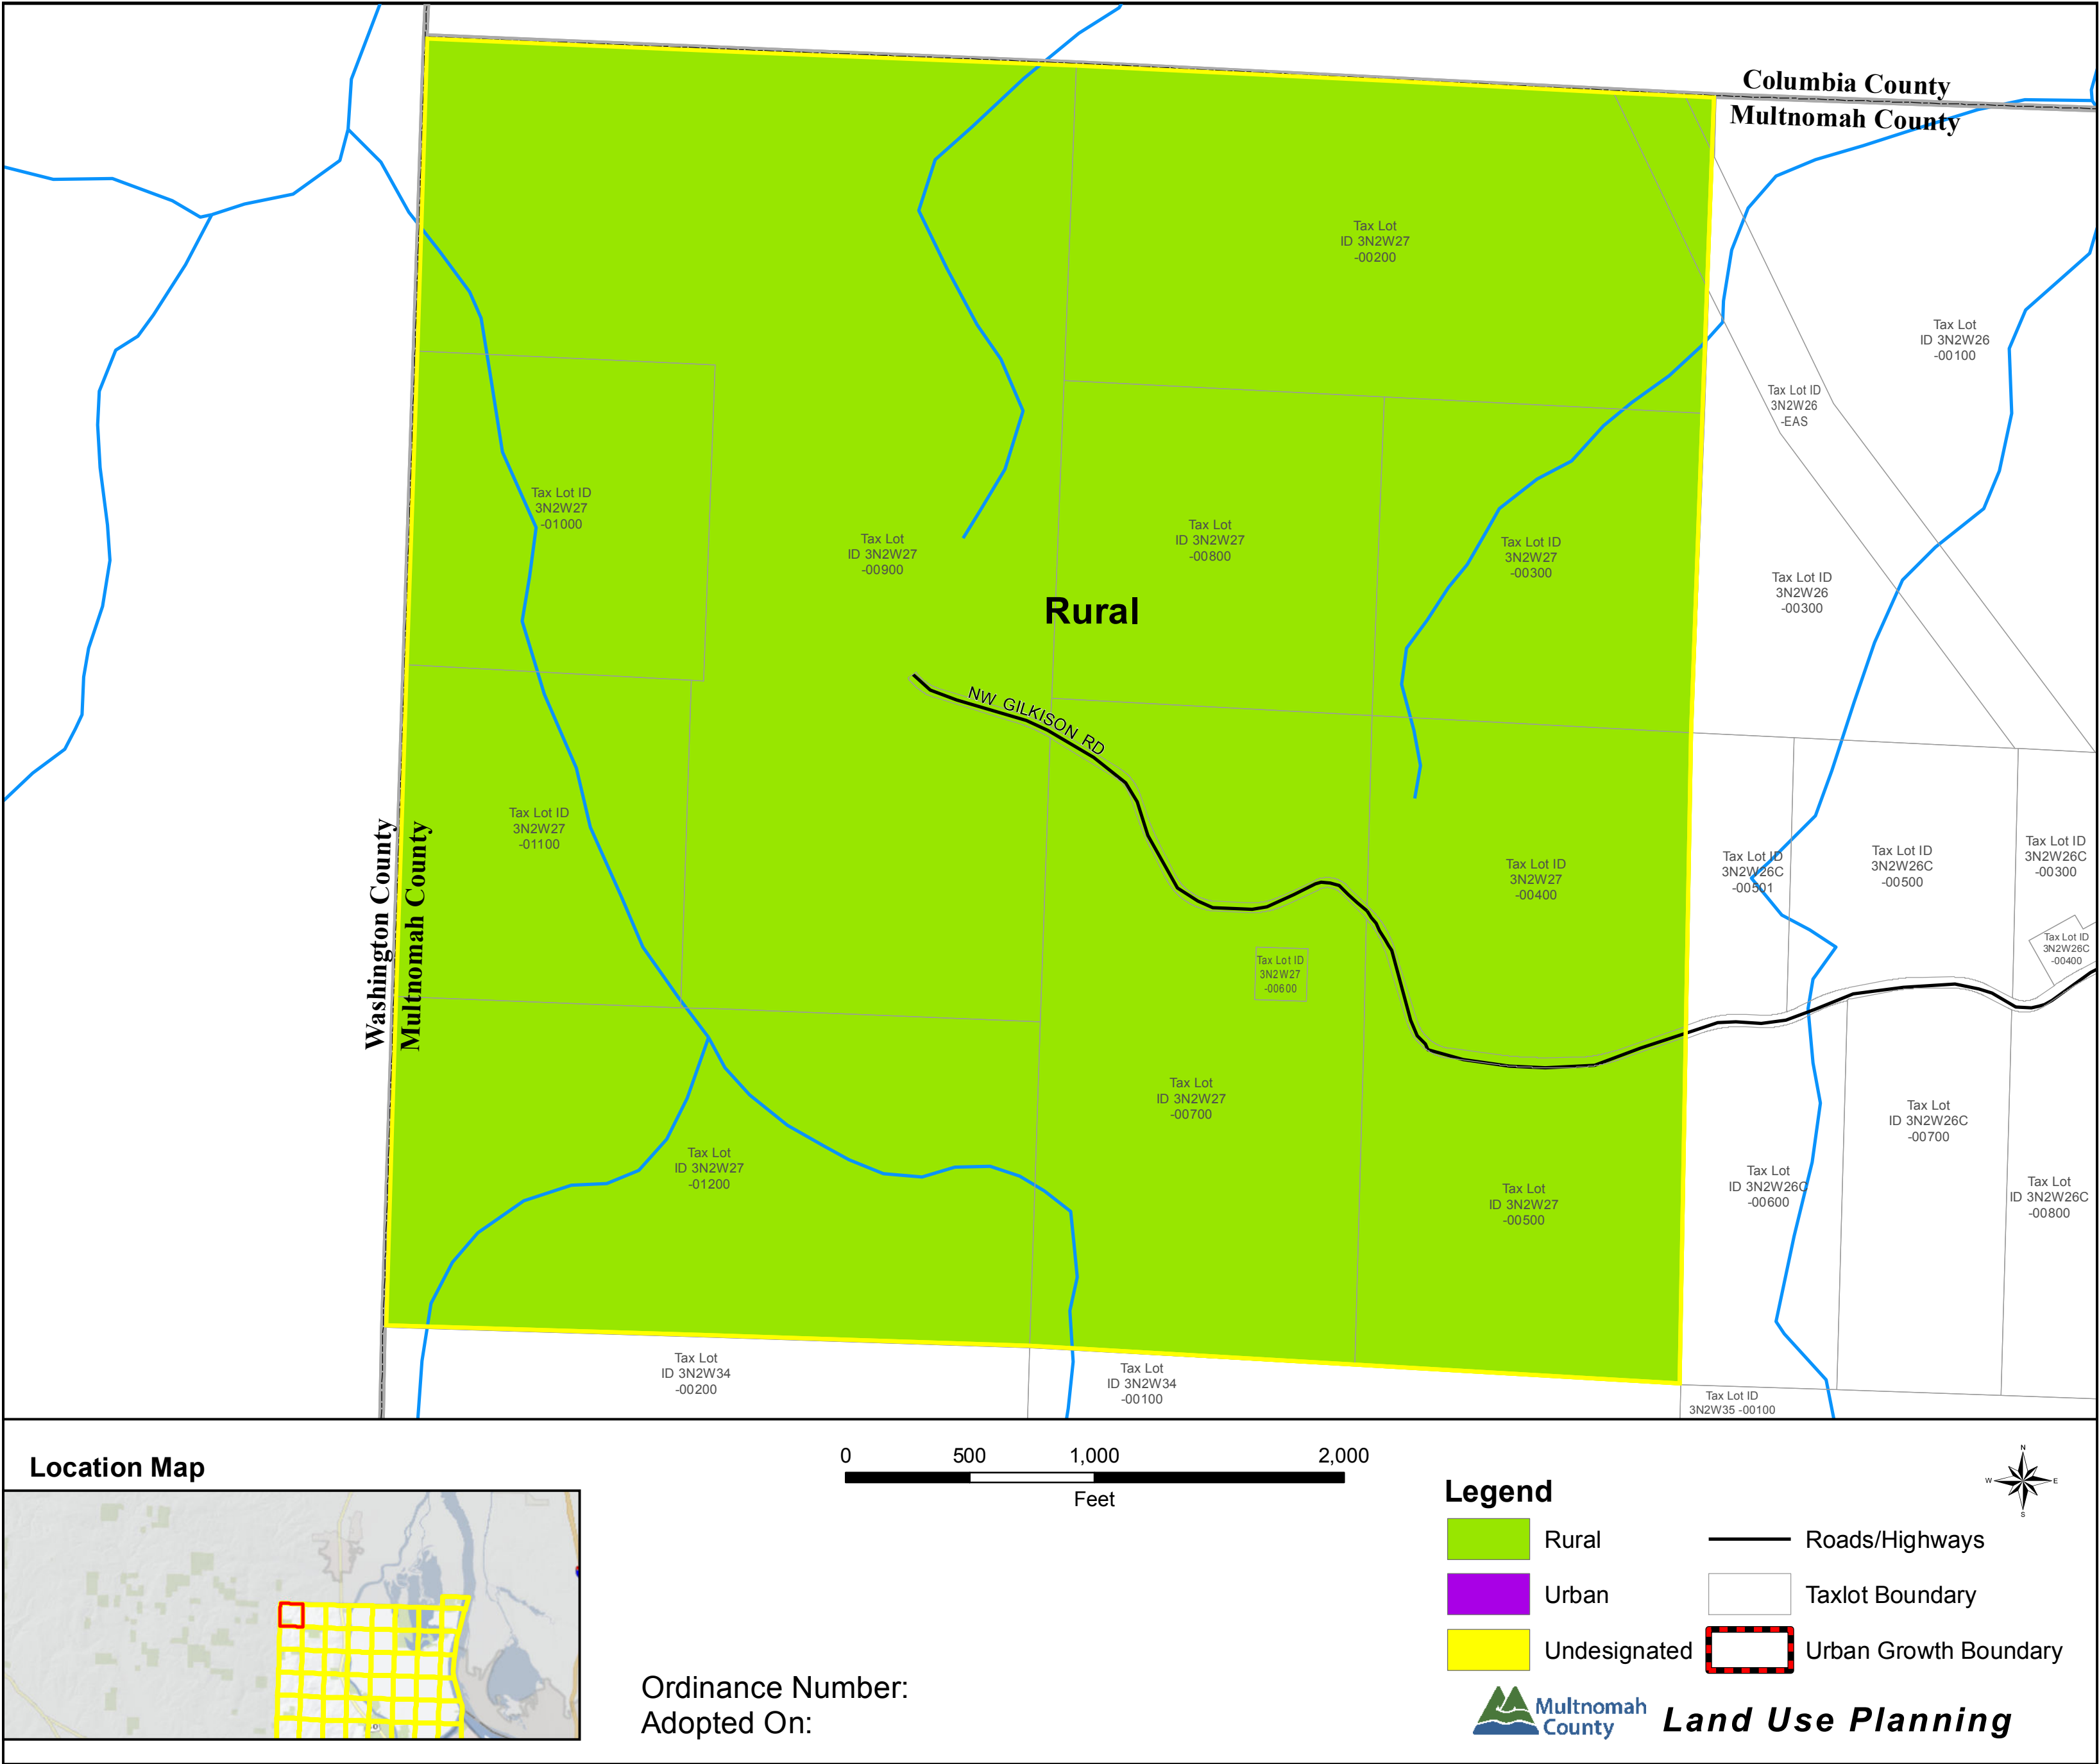 Columbia County
Multnomah County
Tax Lot
ID 3N2W27
-00200
Tax Lot
ID 3N2W26
-00100
Tax Lot ID
3N2W26
-EAS
Tax Lot ID
3N2W27
-01000
Tax Lot
ID 3N2W27
-00900
Tax Lot
ID 3N2W27
-00800
Tax Lot ID
3N2W27
-00300
Tax Lot ID
3N2W26
-00300
Rural
NW GILKISON RD
Tax Lot ID
3N2W27
-01100
Washington County
Multnomah County
Tax Lot ID
3N2W27
-00400
Tax Lot ID
3N2W26C
-00501
Tax Lot ID
3N2W26C
-00500
Tax Lot ID
3N2W26C
-00300
Tax Lot ID
3N2W26C
-00400
Tax Lot ID
3N2W27
-00600
Tax Lot
ID 3N2W27
-00700
Tax Lot
ID 3N2W26C
-00700
Tax Lot
ID 3N2W27
-01200
Tax Lot
ID 3N2W27
-00500
Tax Lot
ID 3N2W26C
-00600
Tax Lot
ID 3N2W26C
-00800
Tax Lot
ID 3N2W34
-00200
Tax Lot
ID 3N2W34
-00100
Tax Lot ID
3N2W35 -00100
Location Map
0 500 1,000 2,000
Feet
N
W E
S
Legend
Rural
Urban
Undesignated
Roads/Highways
Taxlot Boundary
Urban Growth Boundary
Ordinance Number:
Adopted On:
Multnomah
County
Land Use Planning